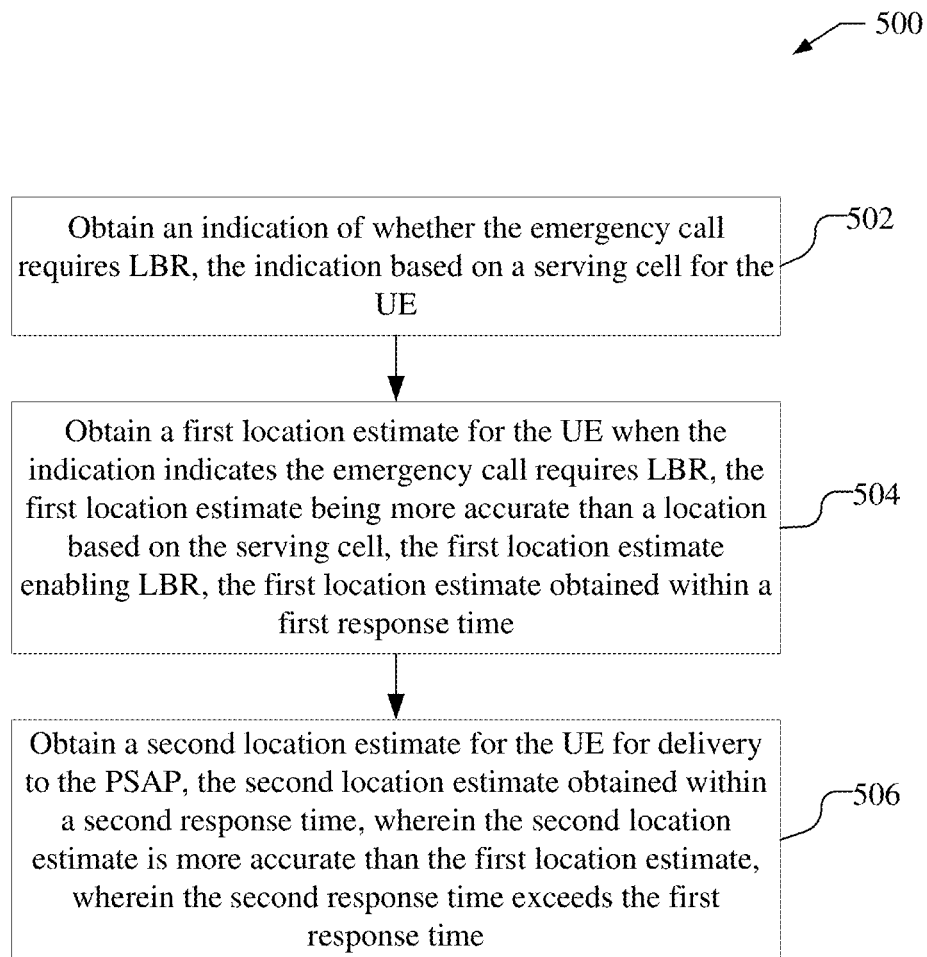 500
Obtain an indication of whether the emergency call
requires LBR, the indication based on a serving cell for the
UE
502
Obtain a first location estimate for the UE when the
indication indicates the emergency call requires LBR, the
first location estimate being more accurate than a location
based on the serving cell, the first location estimate
enabling LBR, the first location estimate obtained within a
first response time
504
Obtain a second location estimate for the UE for delivery
to the PSAP, the second location estimate obtained within
a second response time, wherein the second location
estimate is more accurate than the first location estimate,
wherein the second response time exceeds the first
response time
506